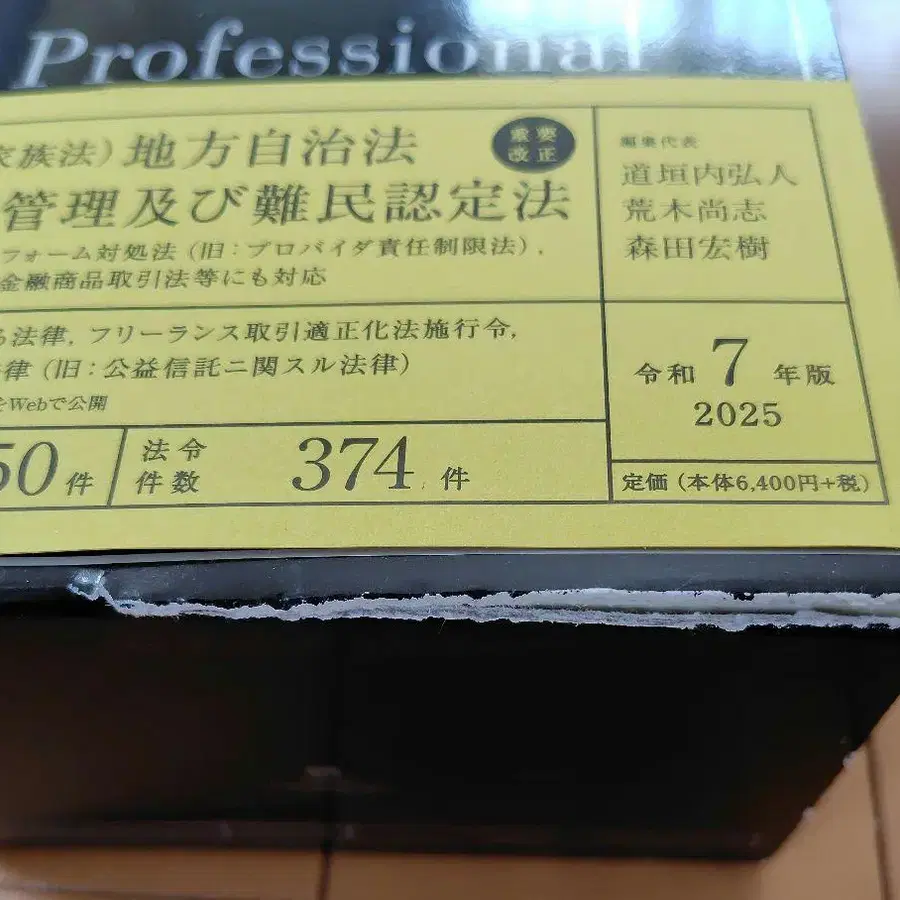 Professional
家族法) 地方自治法
重要
改正
管理及び難民認定法
フォーム対処法 (旧:プロバイダ責任制限法),
金融商品取引法等にも対応
る法律, フリーランス取引適正化法施行令,
法律 (旧:公益信託ニ関スル法律)
をWebで公開
50件
法令
件数
374 件
編集代表
道垣内弘人
荒木尚志
森田宏樹
令和7年版
2025
定価 (本体6,400円+税)